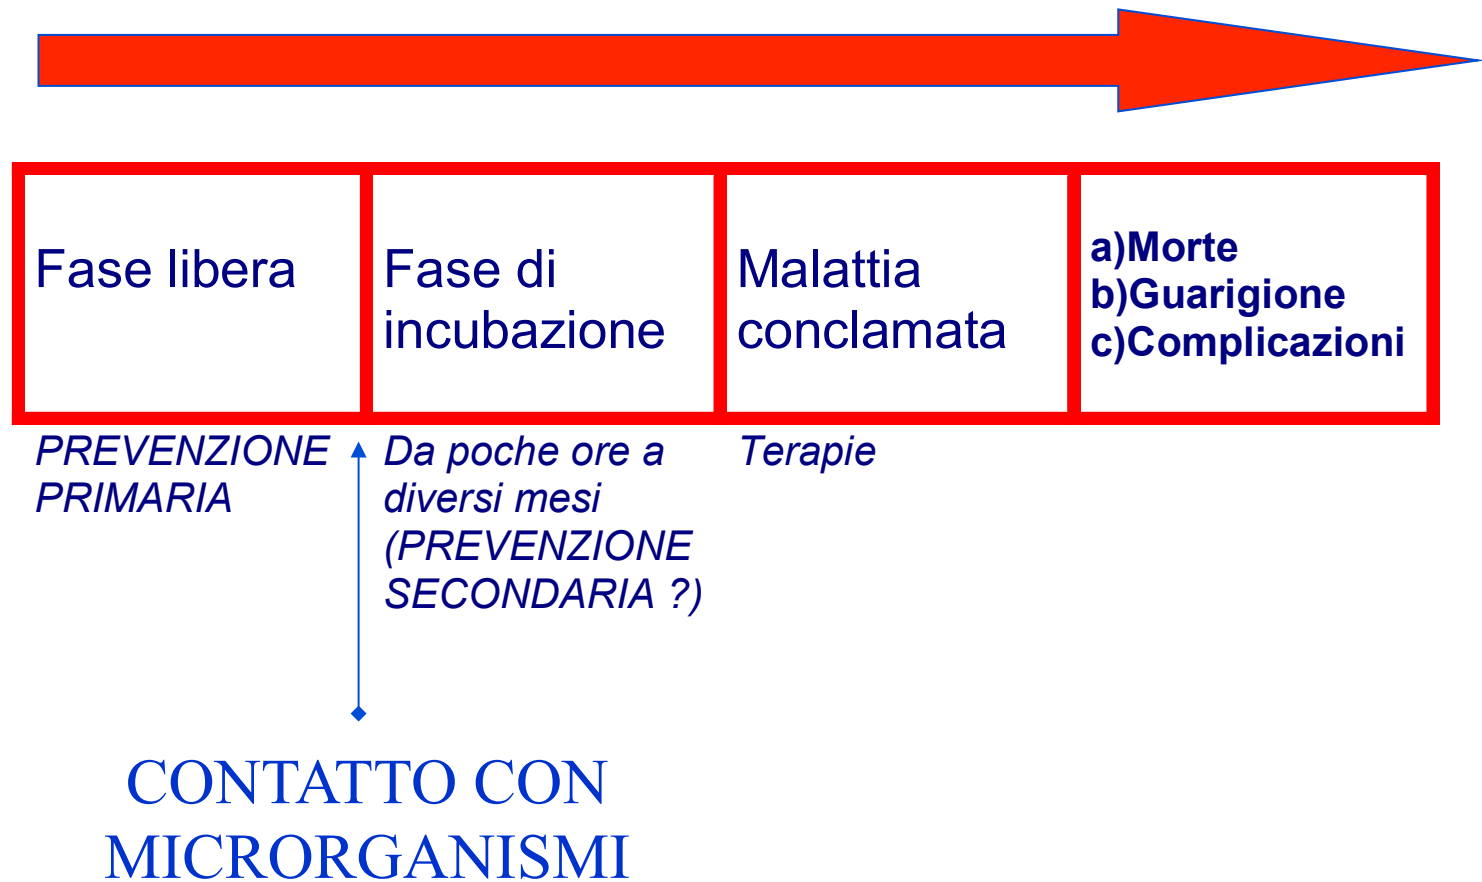 Fase libera
Fase di
incubazione
Malattia
conclamata
a)Morte
b)Guarigione
c)Complicazioni
PREVENZIONE
PRIMARIA
Da poche ore a
diversi mesi
(PREVENZIONE
SECONDARIA ?)
Terapie
CONTATTO CON
MICRORGANISMI